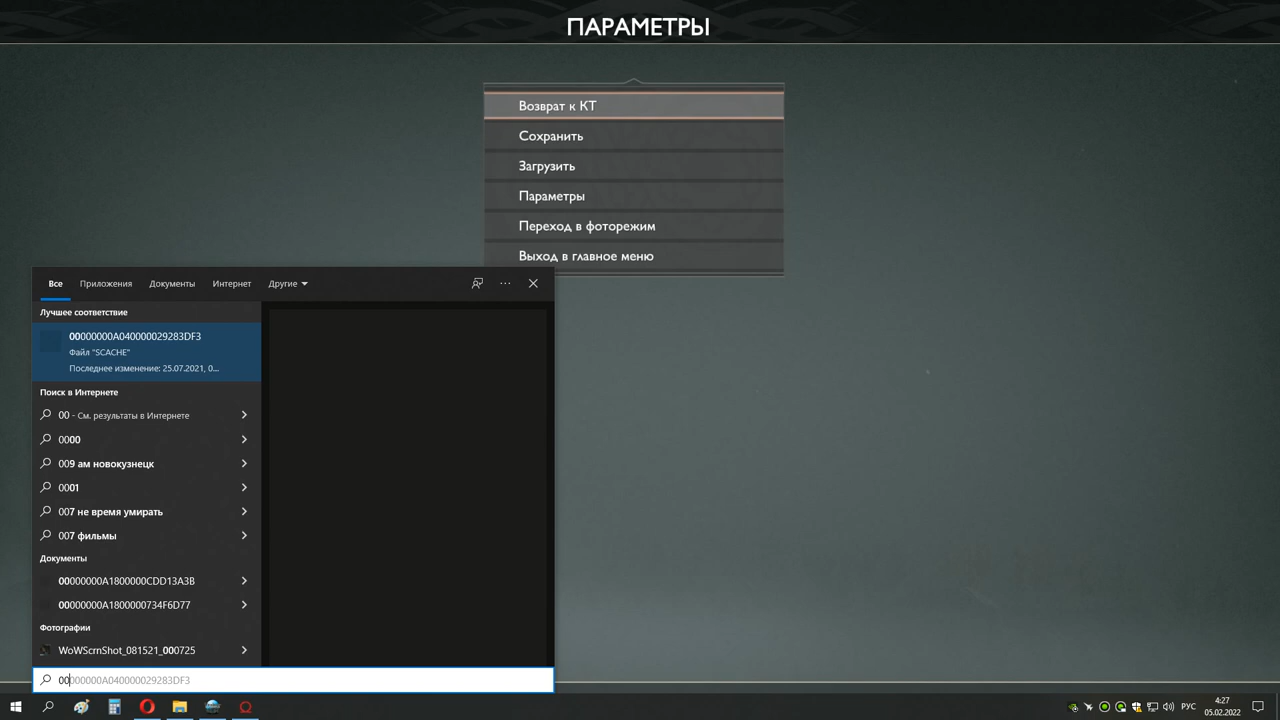 ПАРАМЕТРЫ
Возврат к КТ
Сохранить
Загрузить
Параметры
Переход в фоторежим
Выход в главное меню
Все Приложения Документы Интернет Другие
Лучшее соответствие
00000000A040000029283DF3
Файл "SCACHE"
Последнее изменение: 25.07.2021, 0...
Поиск в Интернете
00 - См. результаты в Интернете
0000
009 ам новокузнецк
0001
007 не время умирать
007 фильмы
Документы
00000000A1800000CDD13A3B
00000000A1800000734F6D77
Фотографии
WoWScrnShot_081521_000725
00000000A040000029283DF3
РУС
4:27
05.02.2022